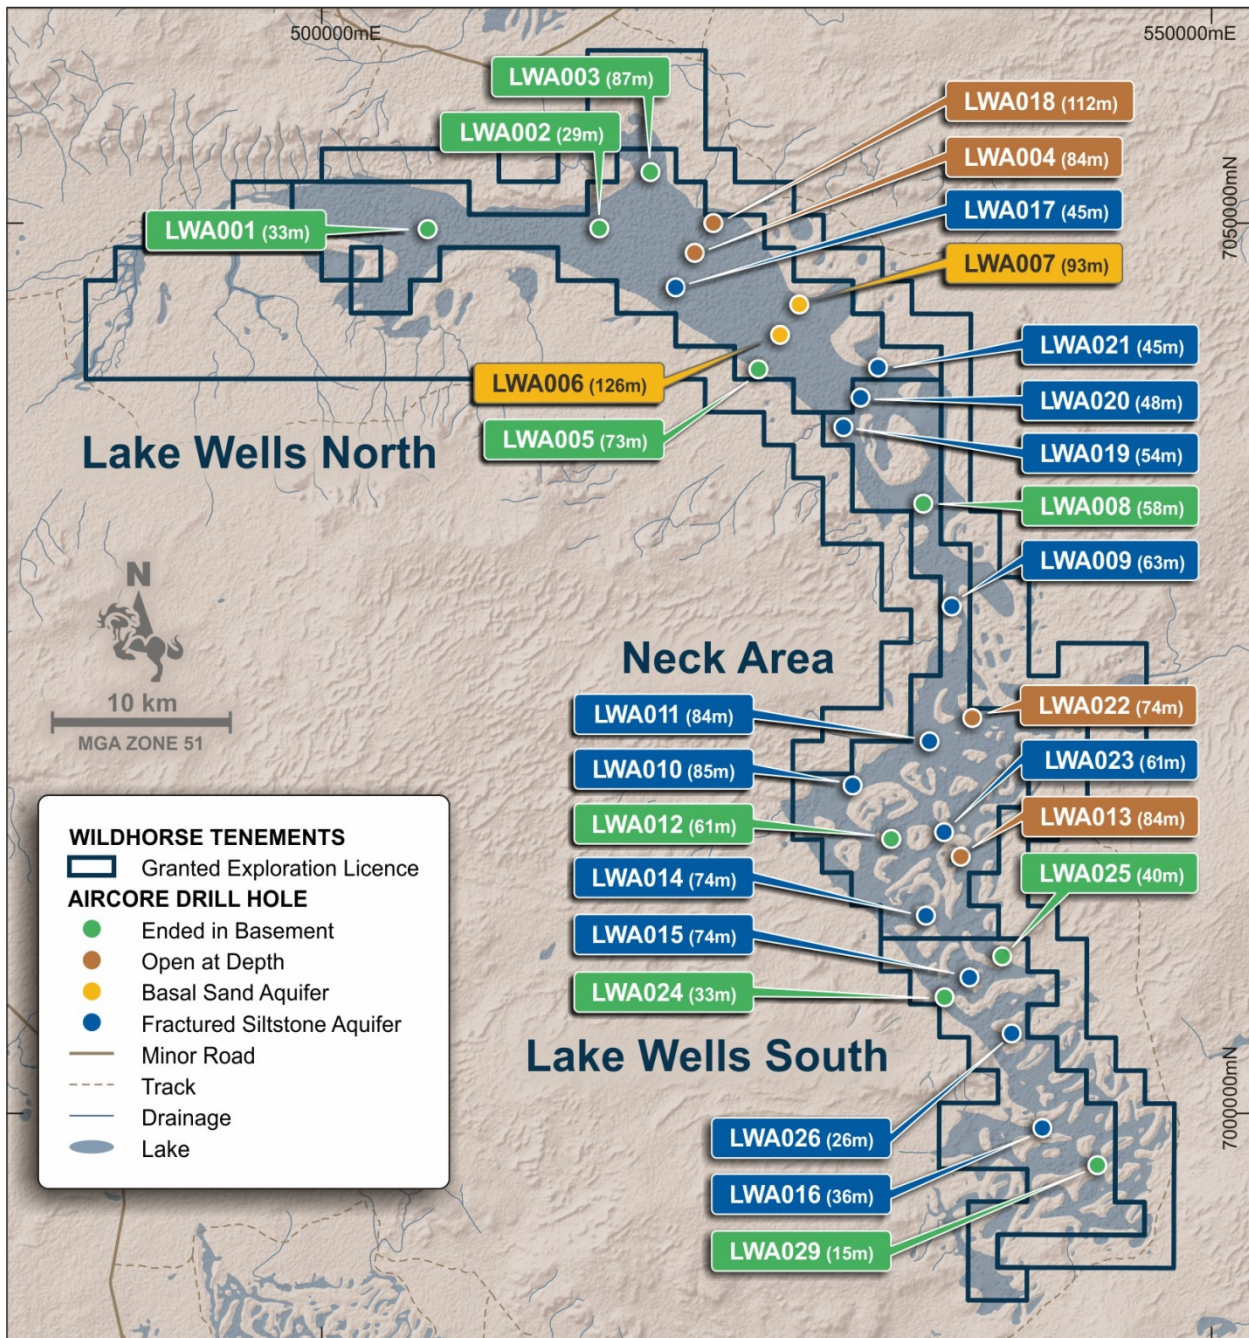 500000mE
550000mE
LWA003 (87m)
LWA018 (112m)
LWA002 (29m)
LWA004 (84m)
LWA017 (45m)
LWA001 (33m)
7050000mN
LWA007 (93m)
LWA021 (45m)
LWA006 (126m)
LWA020 (48m)
LWA005 (73m)
LWA019 (54m)
Lake Wells North
LWA008 (58m)
LWA009 (63m)
N
Neck Area
10 km
MGA ZONE 51
LWA011 (84m)
LWA022 (74m)
LWA010 (85m)
LWA023 (61m)
LWA012 (61m)
LWA013 (84m)
LWA014 (74m)
LWA025 (40m)
LWA015 (74m)
LWA024 (33m)
Lake Wells South
7000000mN
LWA026 (26m)
LWA016 (36m)
LWA029 (15m)
WILDHORSE TENEMENTS
Granted Exploration Licence
AIRCORE DRILL HOLE
Ended in Basement
Open at Depth
Basal Sand Aquifer
Fractured Siltstone Aquifer
Minor Road
Track
Drainage
Lake